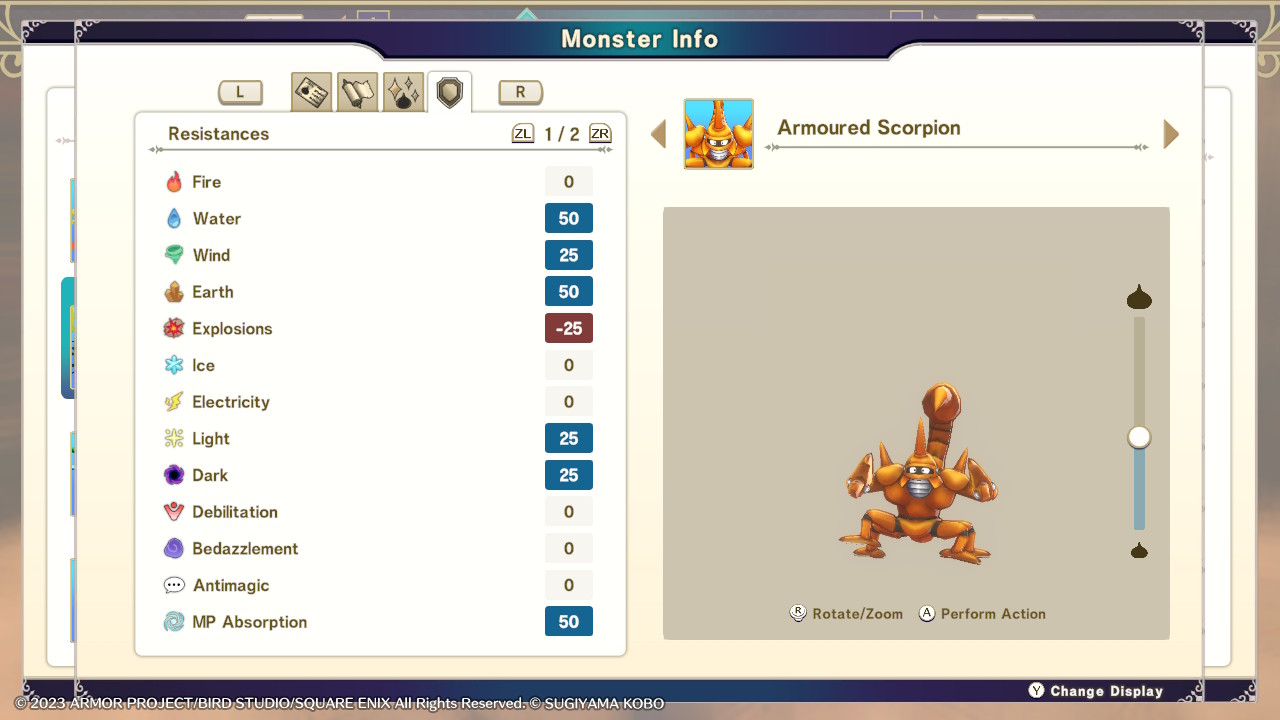 Monster Info
L
R
Resistances
ZL 1 / 2 ZR
Armoured Scorpion
Fire 0
Water 50
Wind 25
Earth 50
Explosions -25
Ice 0
Electricity 0
Light 25
Dark 25
Debilitation 0
Bedazzlement 0
Antimagic 0
MP Absorption 50
R Rotate/Zoom A Perform Action
Y Change Display
© 2023 ARMOR PROJECT/BIRD STUDIO/SQUARE ENIX All Rights Reserved. © SUGIYAMA KOBO